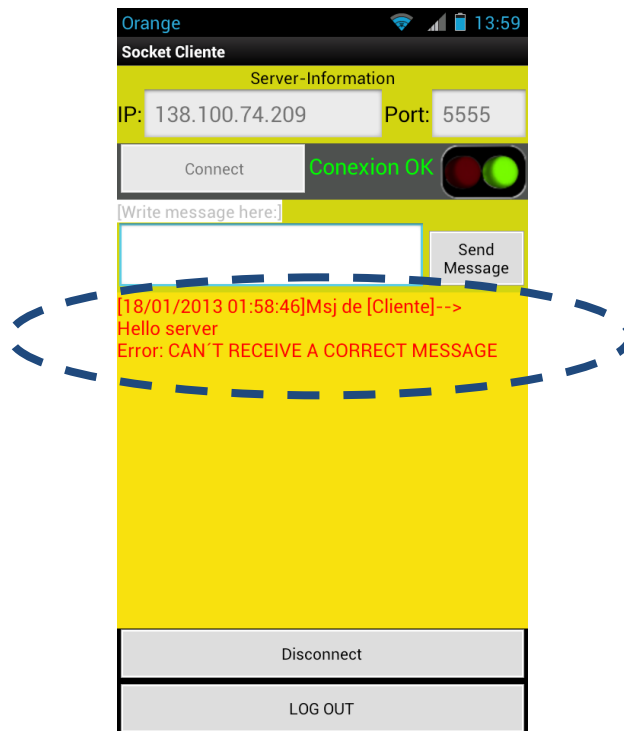 Orange 13:59
Socket Cliente
Server-Information
IP: 138.100.74.209 Port: 5555
Connect Conexion OK
[Write message here:]
Send
Message
[18/01/2013 01:58:46]Msj de [Cliente]-->
Hello server
Error: CAN´T RECEIVE A CORRECT MESSAGE
Disconnect
LOG OUT